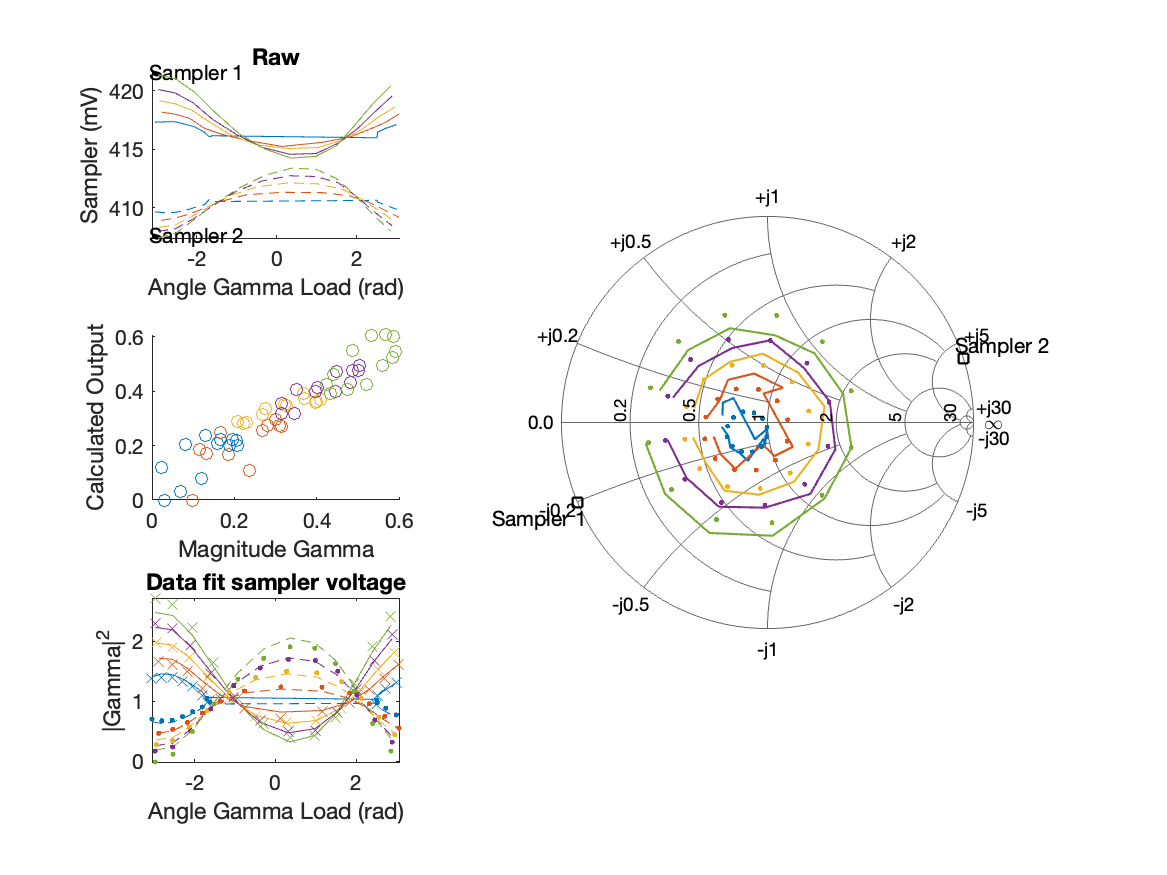 Raw
Sampler 1
420
415
410
Sampler (mV)
Sampler 2
-2
0
2
Angle Gamma Load (rad)
0.6
0.4
0.2
0
Calculated Output
0
0.2
0.4
0.6
Magnitude Gamma
Data fit sampler voltage
2
1
0
|Gamma|²
-2
0
2
Angle Gamma Load (rad)
+j1
+j0.5
+j2
+j0.2
+j5
Sampler 2
0.0
0.2
0.5
1
2
5
30
+j30
∞
-j30
-j0.2
Sampler 1
-j5
-j0.5
-j2
-j1